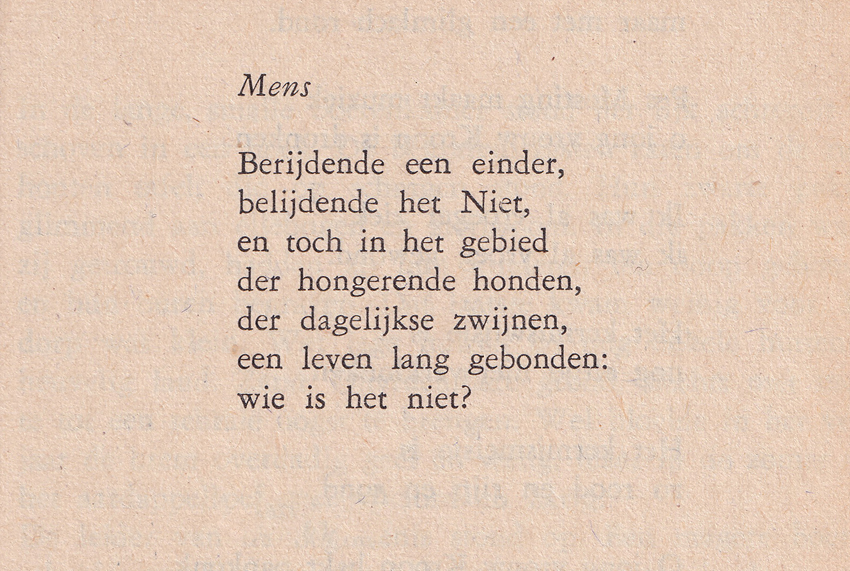 Mens
Berijdende een einder,
belijdende het Niet,
en toch in het gebied
der hongerende honden,
der dagelijkse zwijnen,
een leven lang gebonden:
wie is het niet?